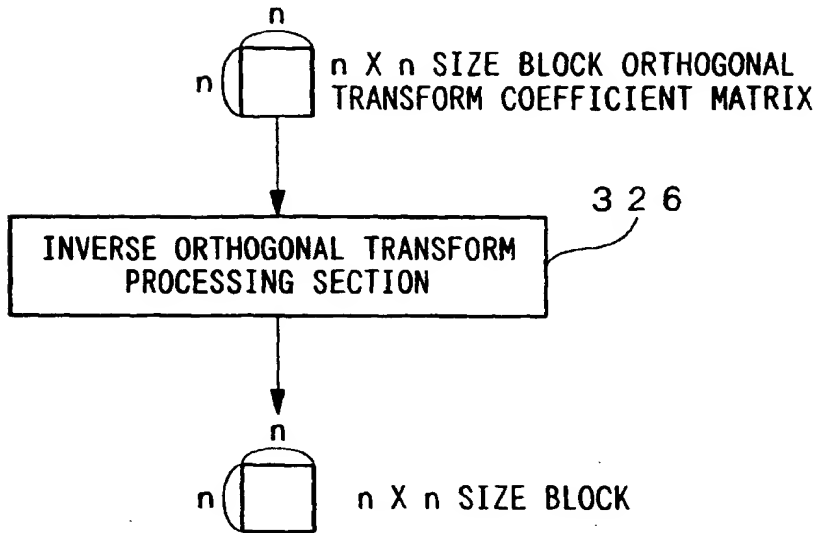 n
n
n X n SIZE BLOCK ORTHOGONAL
TRANSFORM COEFFICIENT MATRIX
326
INVERSE ORTHOGONAL TRANSFORM
PROCESSING SECTION
n
n
n X n SIZE BLOCK